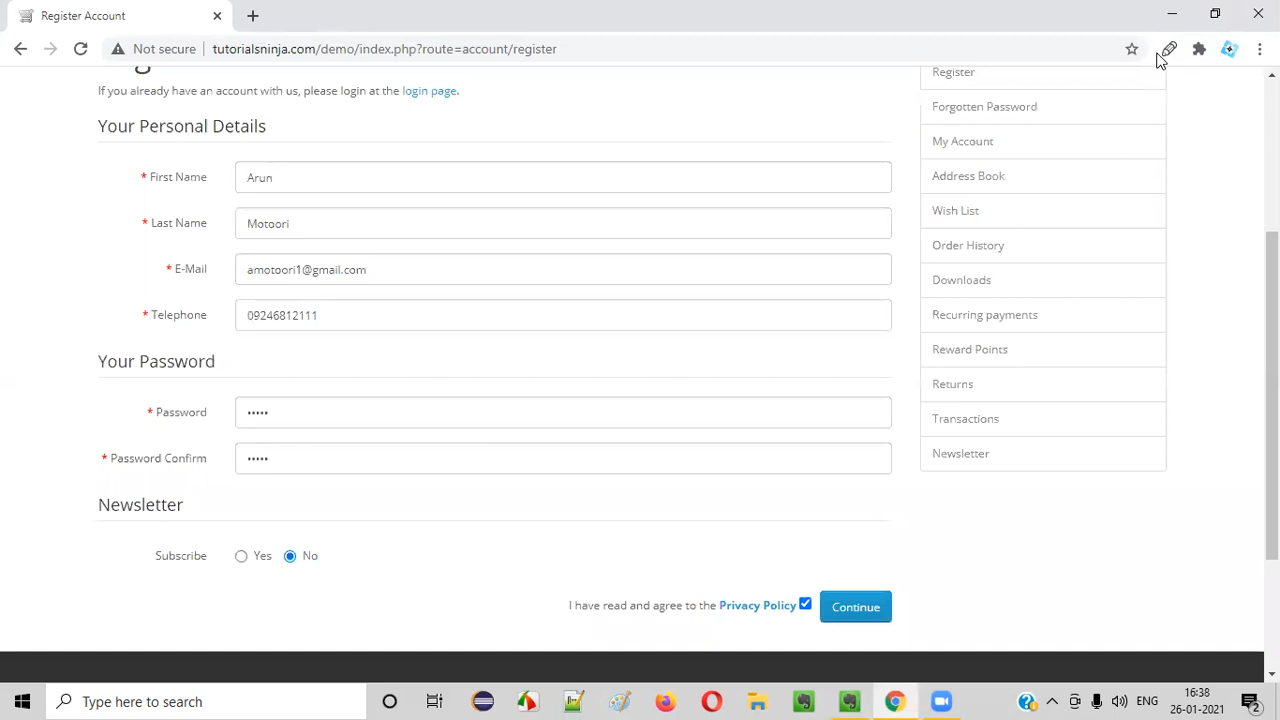 Register Account
Not secure
tutorialsninja.com/demo/index.php?route=account/register
If you already have an account with us, please login at the login page.
Your Personal Details
* First Name
Arun
* Last Name
Motoori
* E-Mail
amotoori1@gmail.com
* Telephone
09246812111
Your Password
* Password
•••••
* Password Confirm
•••••
Newsletter
Subscribe
Yes
No
I have read and agree to the Privacy Policy
Continue
Register
Forgotten Password
My Account
Address Book
Wish List
Order History
Downloads
Recurring payments
Reward Points
Returns
Transactions
Newsletter
Type here to search
ENG
16:38
26-01-2021
2